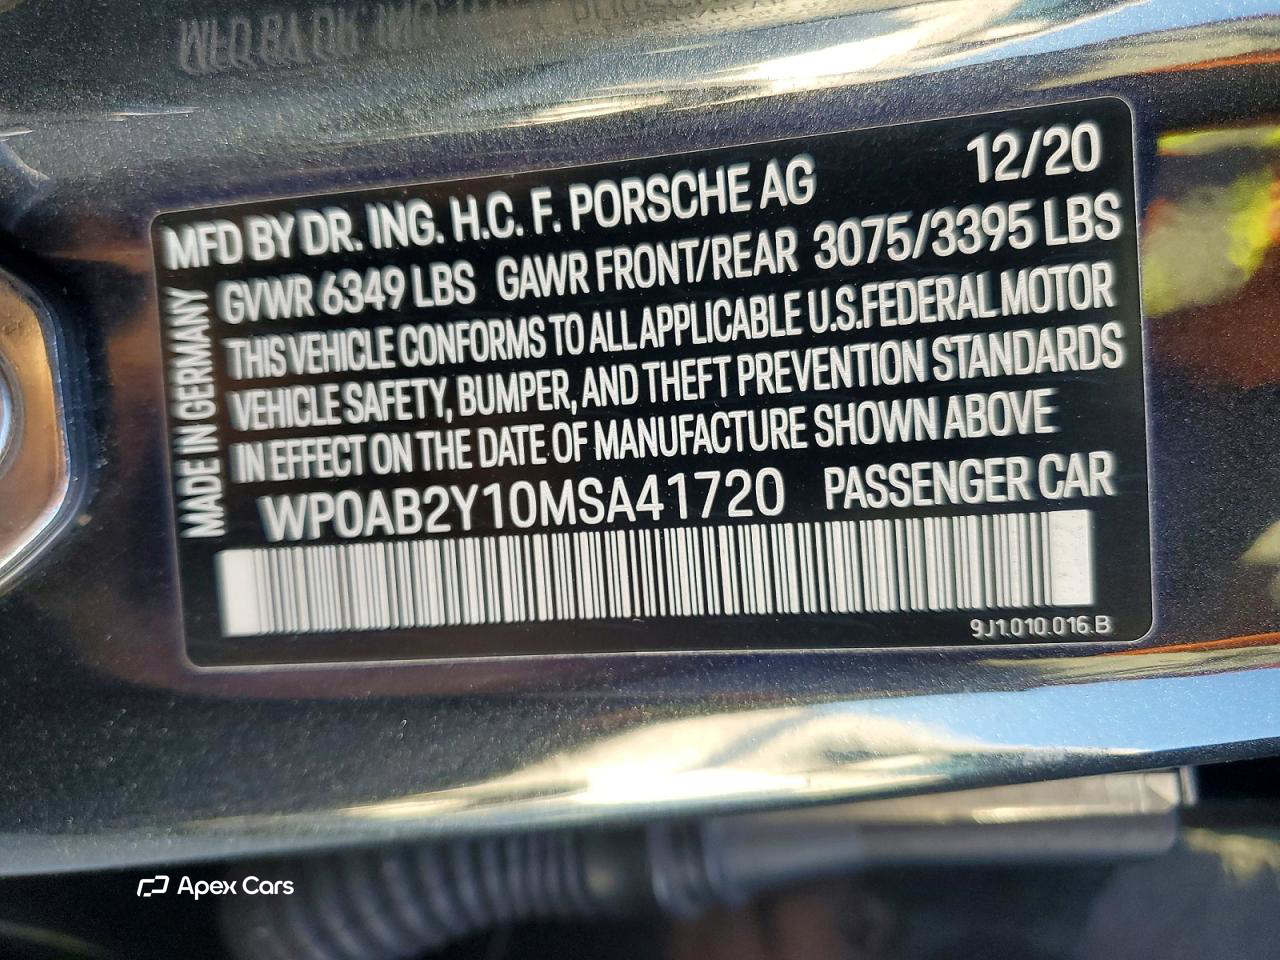 MFD BY DR. ING. H.C. F. PORSCHE AG 12/20
GVWR 6349 LBS GAWR FRONT/REAR 3075/3395 LBS
THIS VEHICLE CONFORMS TO ALL APPLICABLE U.S.FEDERAL MOTOR
VEHICLE SAFETY, BUMPER, AND THEFT PREVENTION STANDARDS
IN EFFECT ON THE DATE OF MANUFACTURE SHOWN ABOVE
WP0AB2Y10MSA41720 PASSENGER CAR
MADE IN GERMANY
9J1.010.016.B
Apex Cars